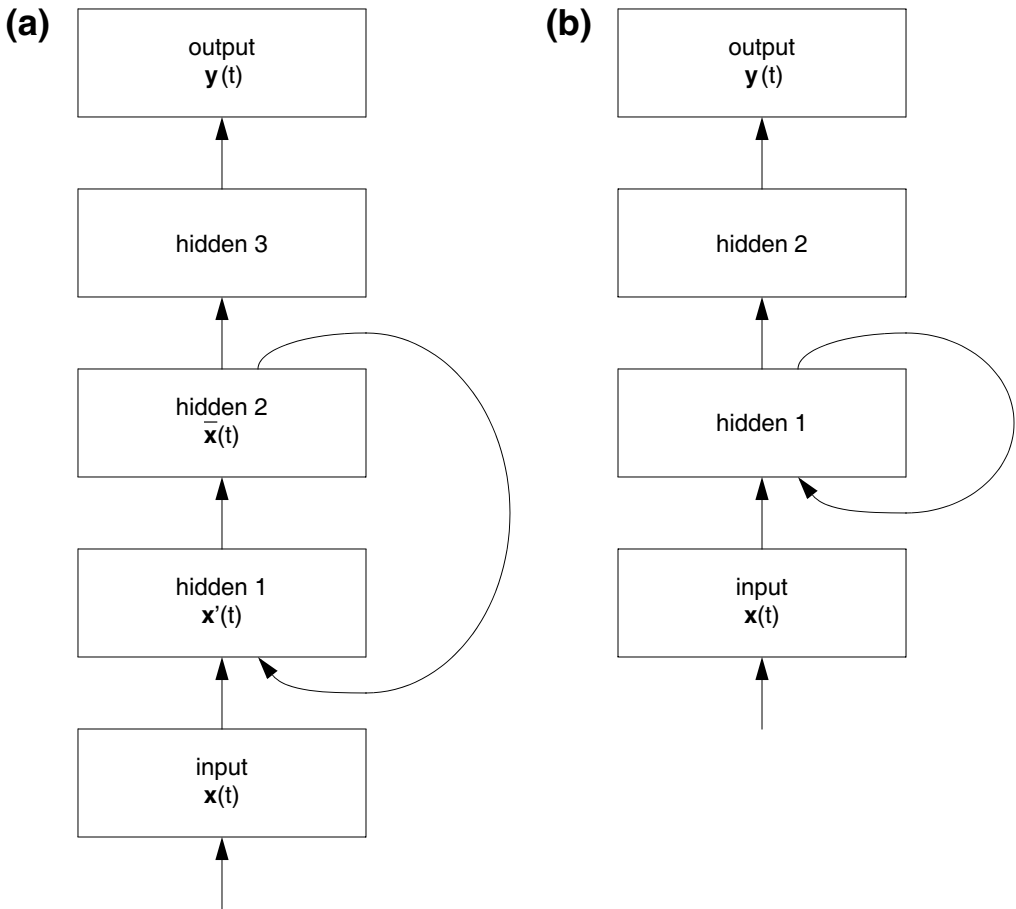 (a)
output
y(t)
hidden 3
hidden 2
x̅(t)
hidden 1
x'(t)
input
x(t)
(b)
output
y(t)
hidden 2
hidden 1
input
x(t)